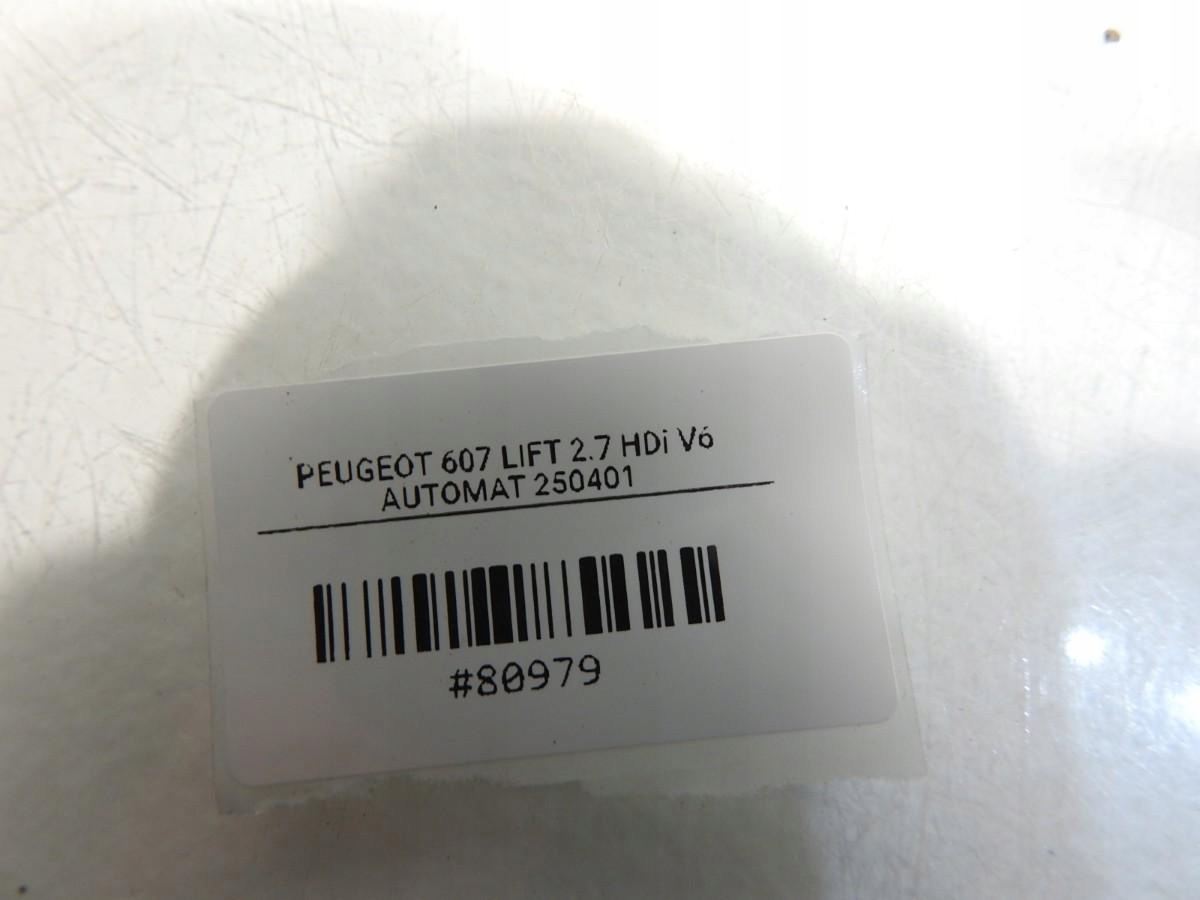 PEUGEOT 607 LIFT 2.7 HDi V6
AUTOMAT 250401
#80979